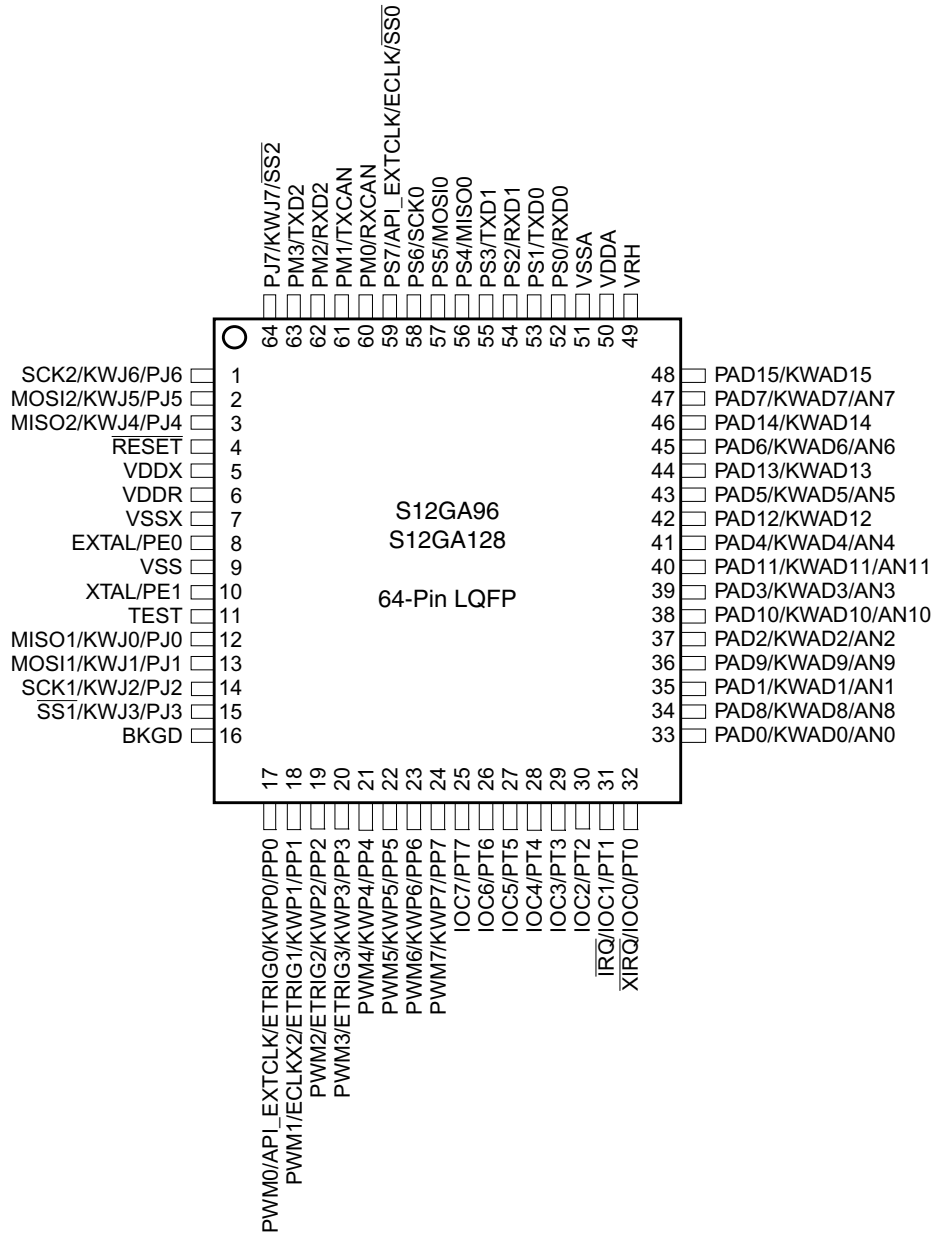 PJ7/KWJ7/SS2
PM3/TXD2
PM2/RXD2
PM1/TXCAN
PM0/RXCAN
PS7/API_EXTCLK/ECLK/SS0
PS6/SCK0
PS5/MOSI0
PS4/MISO0
PS3/TXD1
PS2/RXD1
PS1/TXD0
PS0/RXD0
VSSA
VDDA
VRH
64
63
62
61
60
59
58
57
56
55
54
53
52
51
50
49
SCK2/KWJ6/PJ6 1
MOSI2/KWJ5/PJ5 2
MISO2/KWJ4/PJ4 3
RESET 4
VDDX 5
VDDR 6
VSSX 7
EXTAL/PE0 8
VSS 9
XTAL/PE1 10
TEST 11
MISO1/KWJ0/PJ0 12
MOSI1/KWJ1/PJ1 13
SCK1/KWJ2/PJ2 14
SS1/KWJ3/PJ3 15
BKGD 16
S12GA96
S12GA128
64-Pin LQFP
48 PAD15/KWAD15
47 PAD7/KWAD7/AN7
46 PAD14/KWAD14
45 PAD6/KWAD6/AN6
44 PAD13/KWAD13
43 PAD5/KWAD5/AN5
42 PAD12/KWAD12
41 PAD4/KWAD4/AN4
40 PAD11/KWAD11/AN11
39 PAD3/KWAD3/AN3
38 PAD10/KWAD10/AN10
37 PAD2/KWAD2/AN2
36 PAD9/KWAD9/AN9
35 PAD1/KWAD1/AN1
34 PAD8/KWAD8/AN8
33 PAD0/KWAD0/AN0
17
18
19
20
21
22
23
24
25
26
27
28
29
30
31
32
PWM0/API_EXTCLK/ETRIG0/KWP0/PP0
PWM1/ECLKX2/ETRIG1/KWP1/PP1
PWM2/ETRIG2/KWP2/PP2
PWM3/ETRIG3/KWP3/PP3
PWM4/KWP4/PP4
PWM5/KWP5/PP5
PWM6/KWP6/PP6
PWM7/KWP7/PP7
IOC7/PT7
IOC6/PT6
IOC5/PT5
IOC4/PT4
IOC3/PT3
IOC2/PT2
IRQ/IOC1/PT1
XIRQ/IOC0/PT0